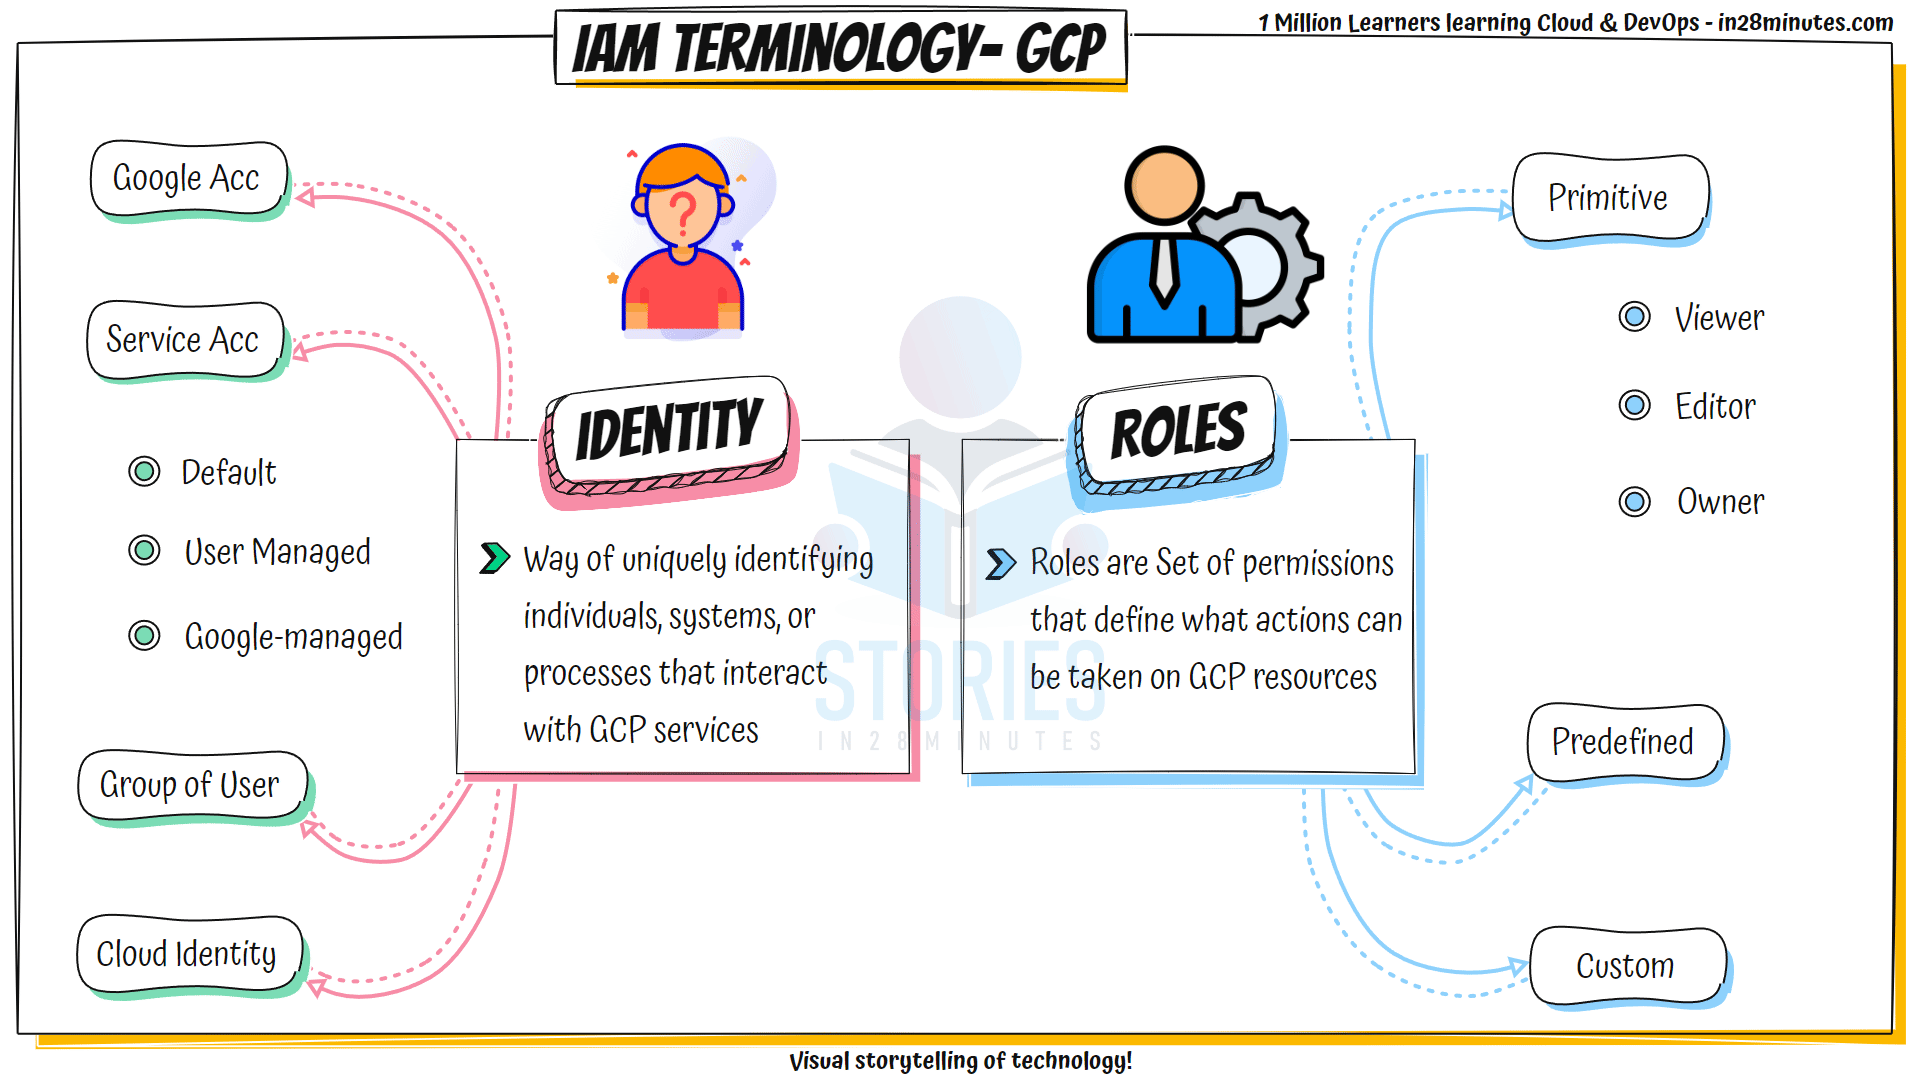 IAM TERMINOLOGY- GCP
1 Million Learners learning Cloud & DevOps - in28minutes.com
Google Acc
Service Acc
Default
User Managed
Google-managed
Group of User
Cloud Identity
?
IDENTITY
Way of uniquely identifying
individuals, systems, or
processes that interact
with GCP services
ROLES
Roles are Set of permissions
that define what actions can
be taken on GCP resources
STORIES
IN28MINUTES
Primitive
Viewer
Editor
Owner
Predefined
Custom
Visual storytelling of technology!